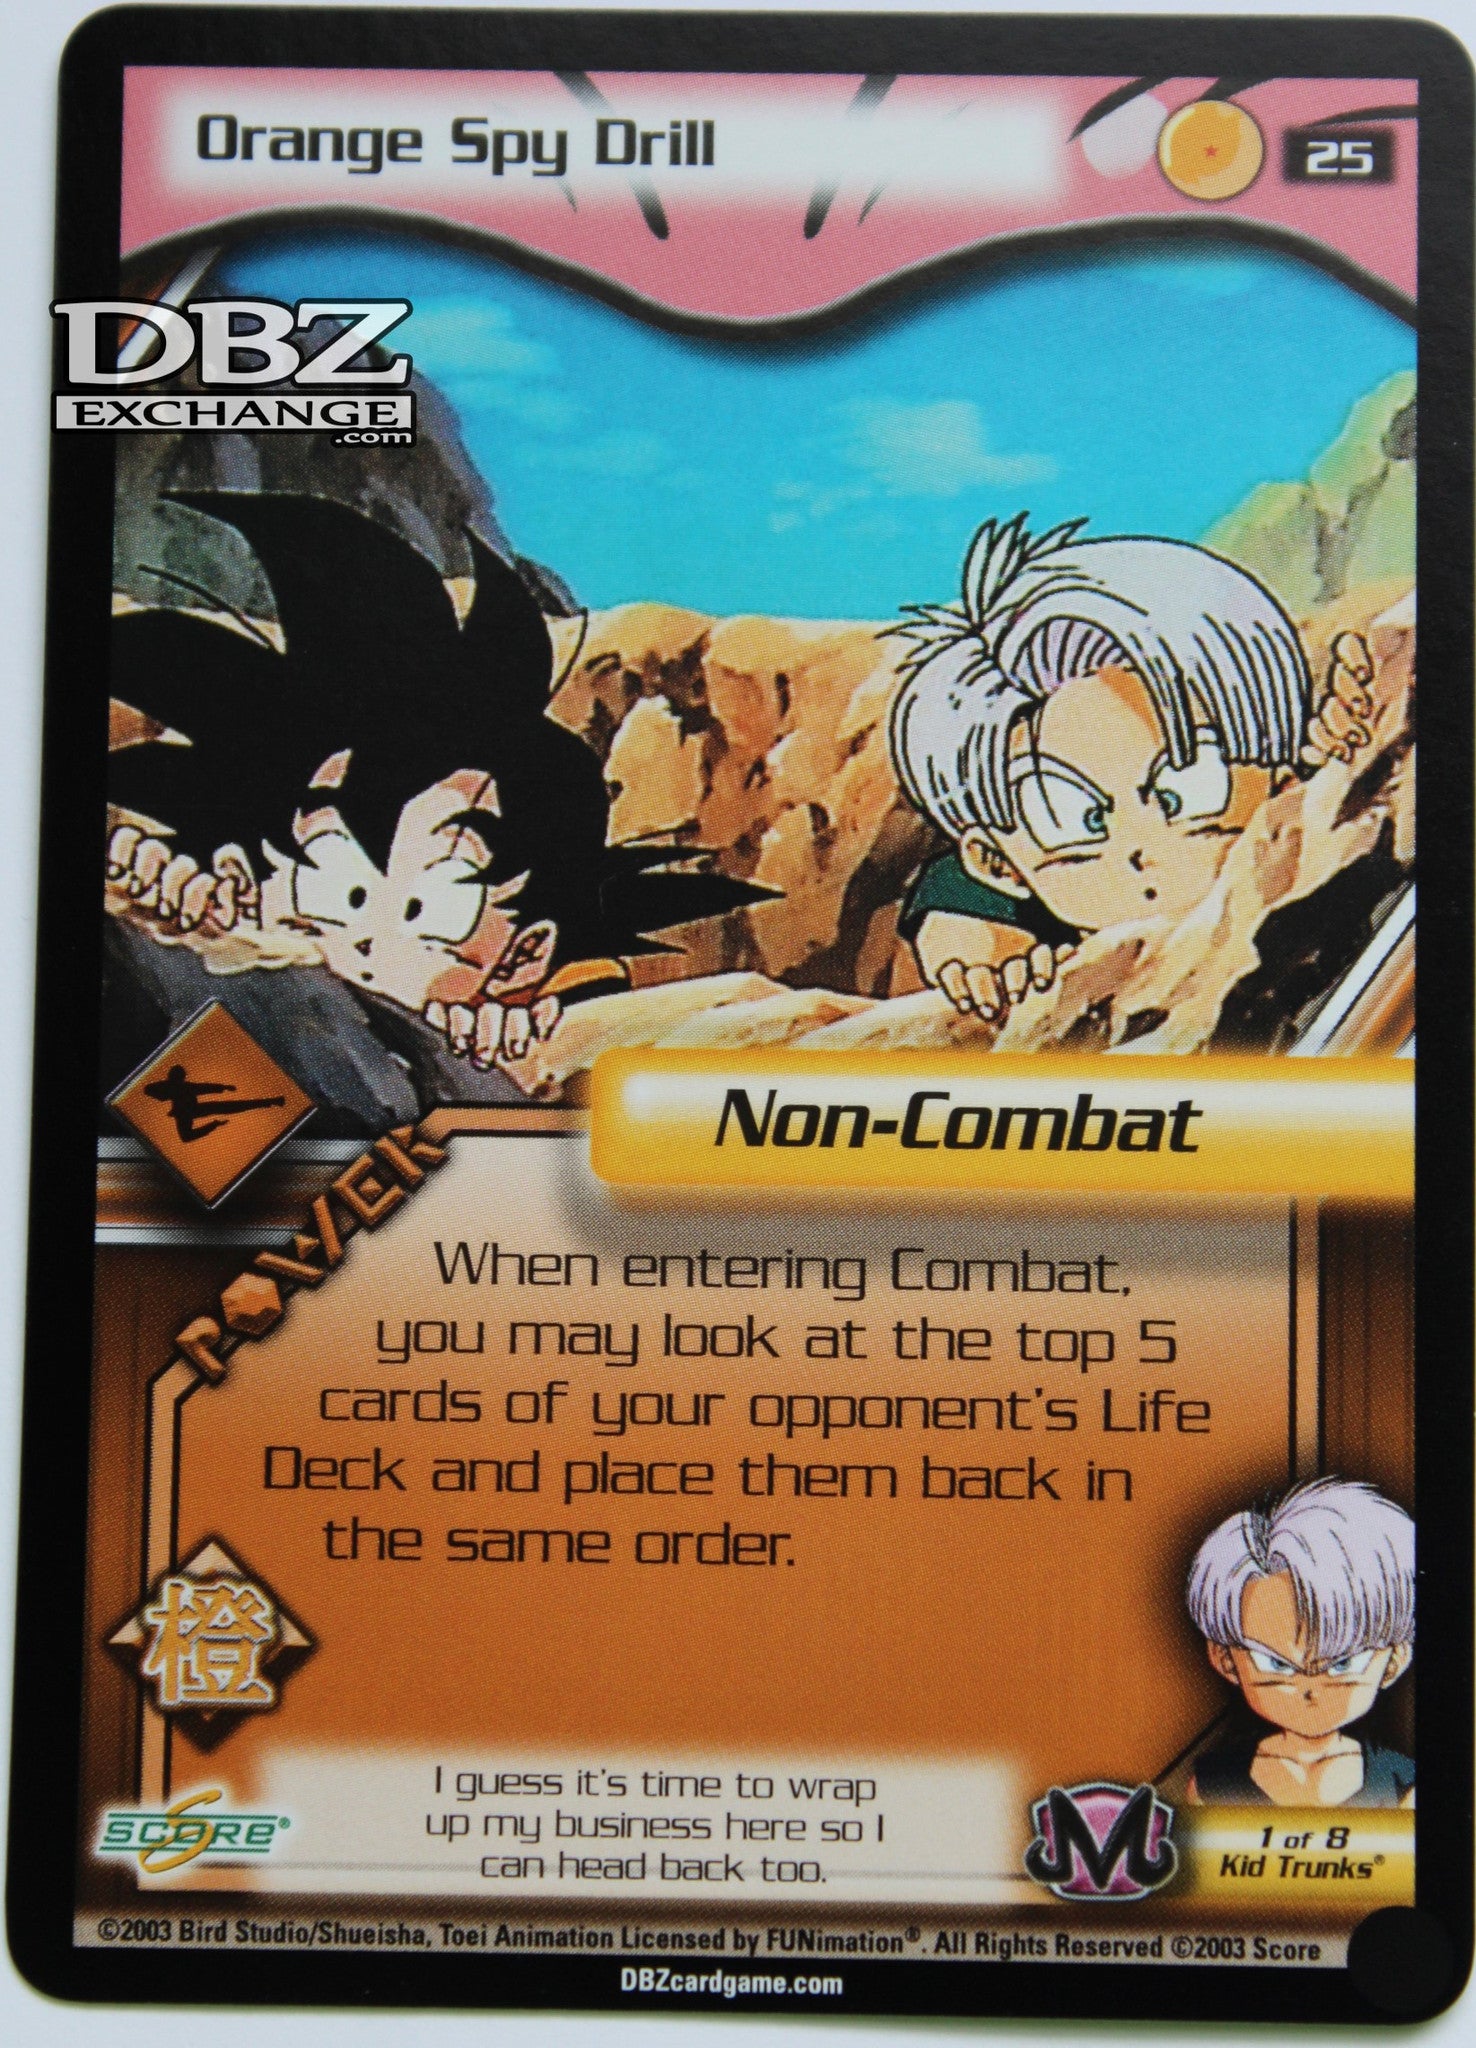 Orange Spy Drill
25
DBZ
EXCHANGE
.com
Non-Combat
POWER
When entering Combat,
you may look at the top 5
cards of your opponent's Life
Deck and place them back in
the same order.
橙
I guess it's time to wrap
up my business here so I
can head back too.
SCORE®
M
1 of 8
Kid Trunks®
©2003 Bird Studio/Shueisha, Toei Animation Licensed by FUNimation®. All Rights Reserved ©2003 Score
DBZcardgame.com